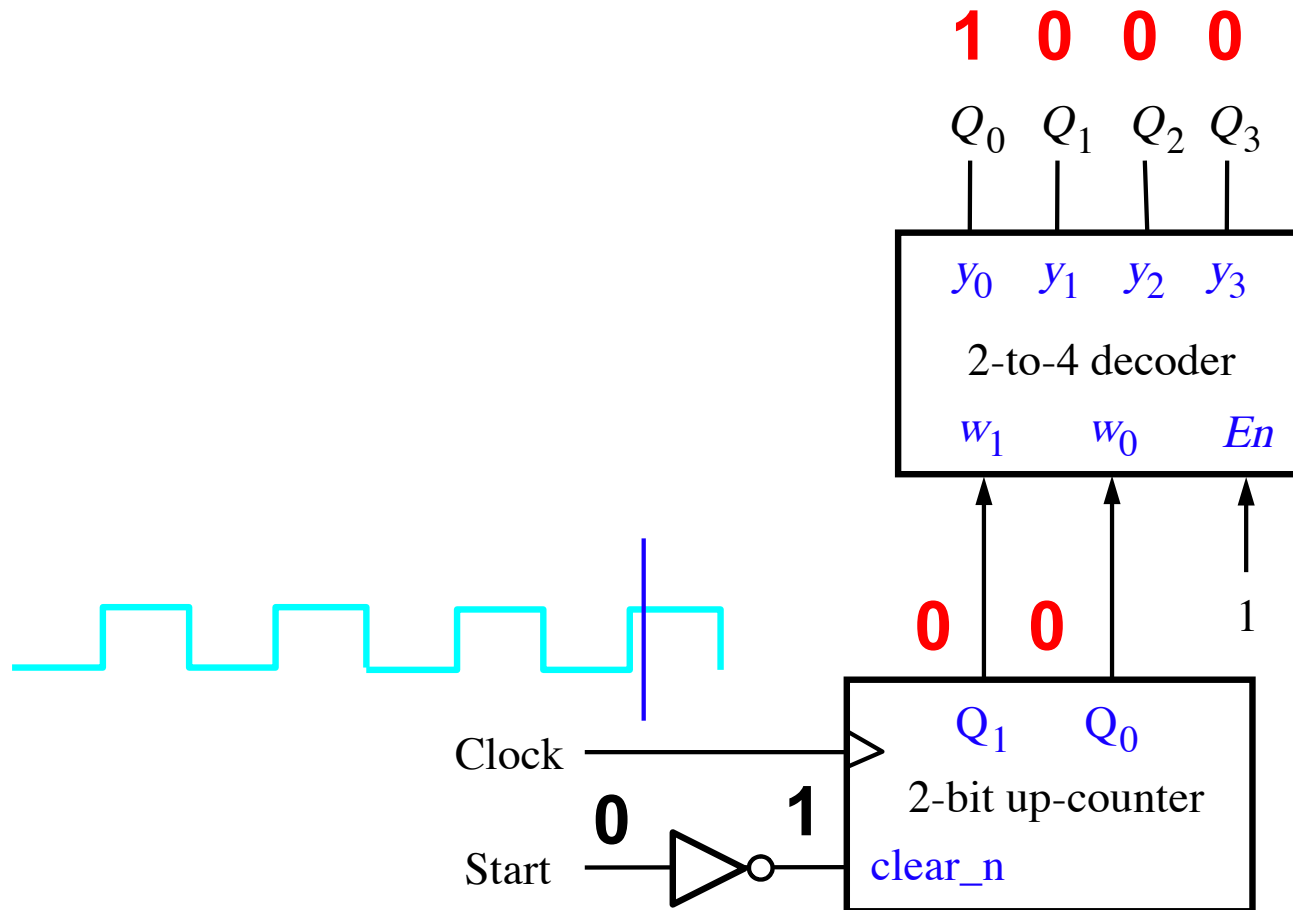 1 0 0 0
Q0 Q1 Q2 Q3
y0 y1 y2 y3
2-to-4 decoder
w1 w0 En
0 0 1
Q1 Q0
Clock
2-bit up-counter
0 1
Start
clear_n